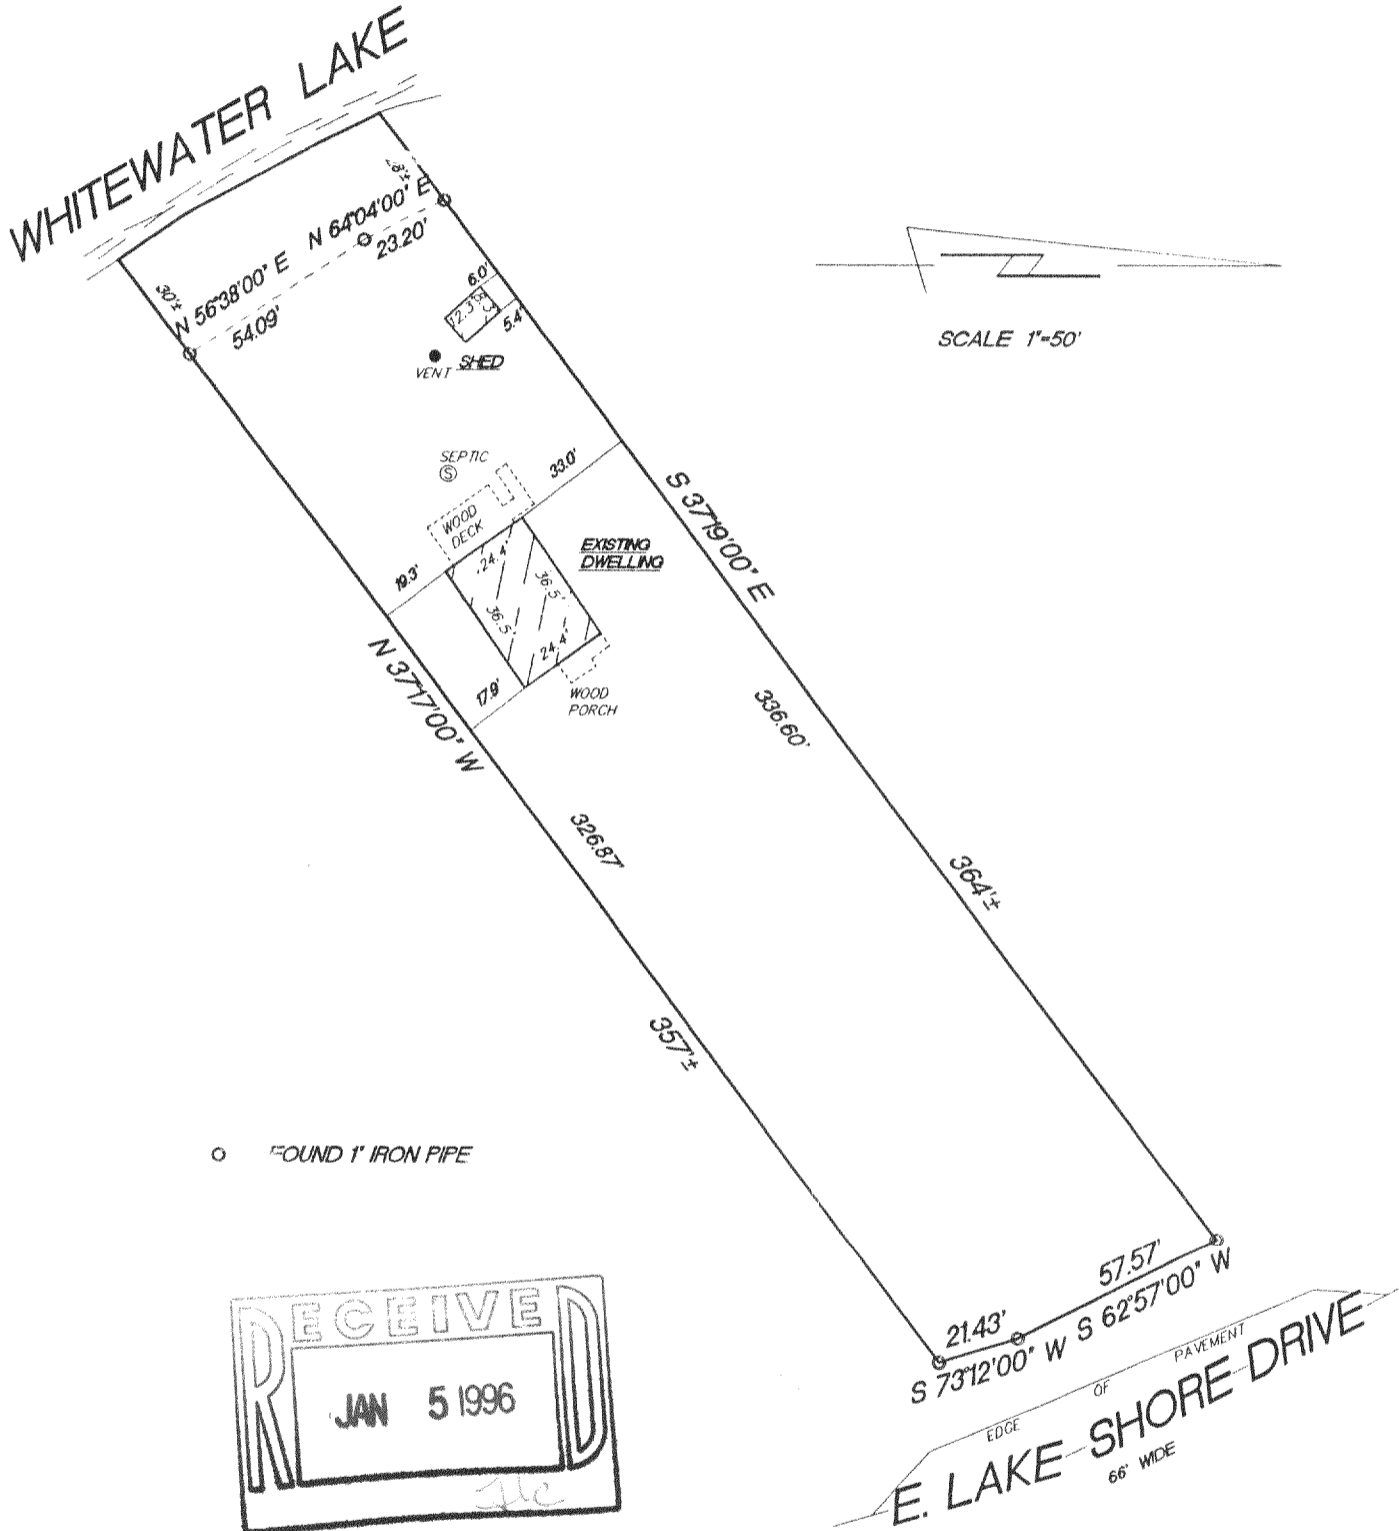 WHITEWATER LAKE
28'±
N 64°04'00" E
23.20'
N 56°38'00" E
54.09'
30'±
6.0'
12.3'
5.4'
VENT
SHED
SCALE 1"=50'
SEPTIC
S
33.0'
WOOD
DECK
EXISTING
DWELLING
19.3'
24.4'
36.5'
36.5'
24.4'
17.9'
WOOD
PORCH
S 37°19'00" E
N 37°17'00" W
336.60'
326.87'
364'±
357'±
FOUND 1" IRON PIPE
57.57'
21.43'
S 62°57'00" W
S 73°12'00" W
EDGE OF PAVEMENT
E. LAKE SHORE DRIVE
66' WIDE
RECEIVED
JAN 5 1996